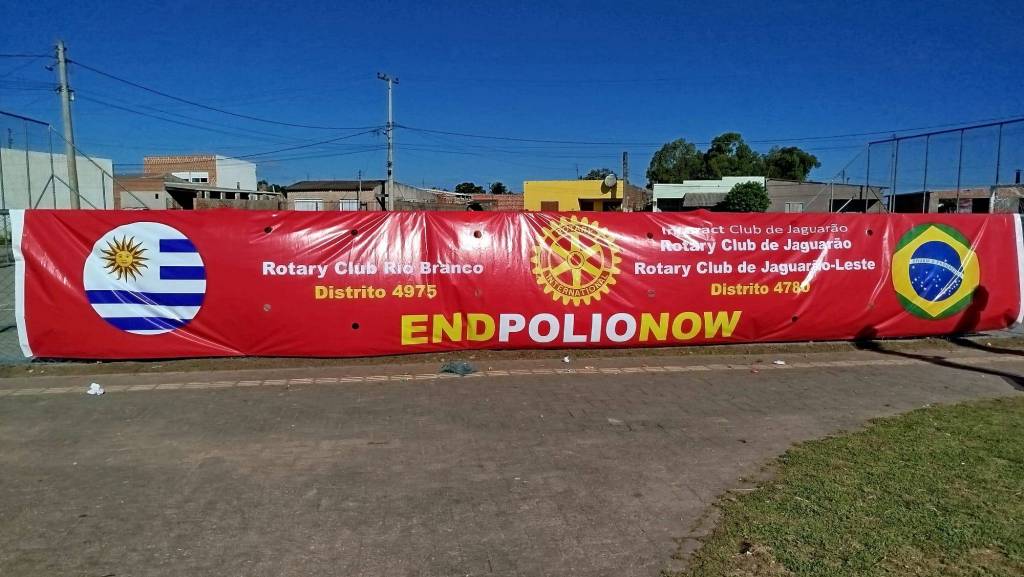 Rotary Club Rio Branco
Distrito 4975
ROTARY
INTERNATIONAL
Interact Club de Jaguarão
Rotary Club de Jaguarão
Rotary Club de Jaguarão-Leste
Distrito 4780
ENDPOLIONOW